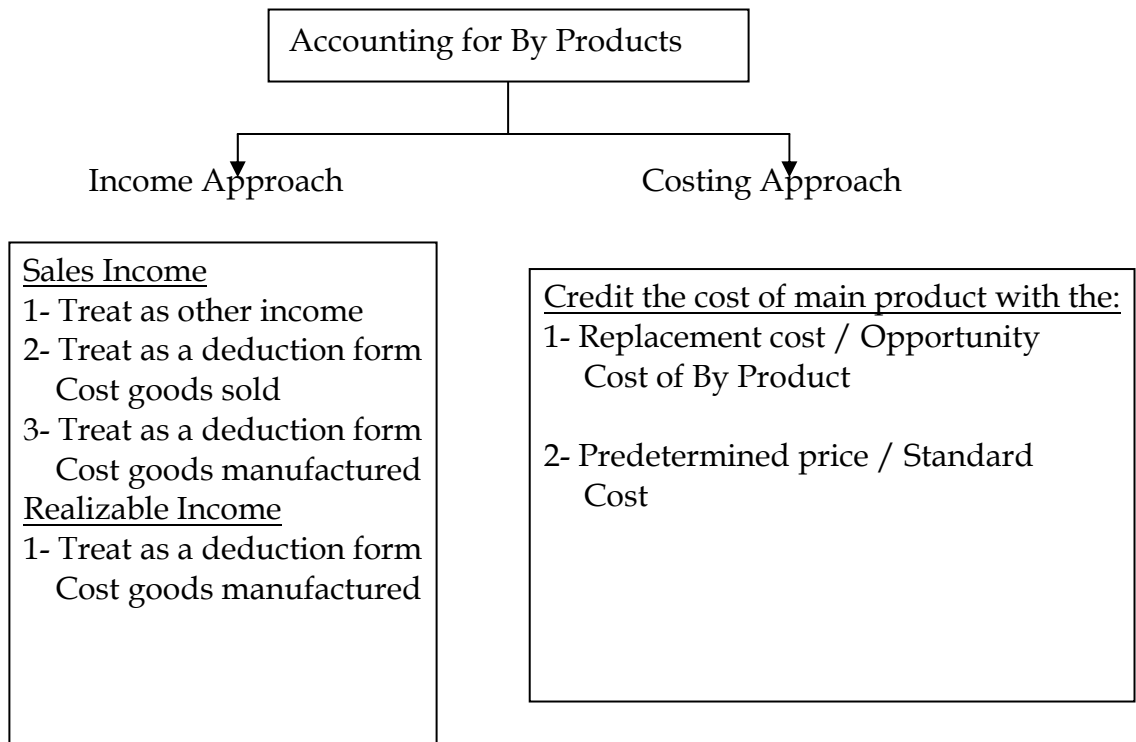 Accounting for By Products
Income Approach
Costing Approach
Sales Income
1- Treat as other income
2- Treat as a deduction form
Cost goods sold
3- Treat as a deduction form
Cost goods manufactured
Realizable Income
1- Treat as a deduction form
Cost goods manufactured
Credit the cost of main product with the:
1- Replacement cost / Opportunity
Cost of By Product
2- Predetermined price / Standard
Cost